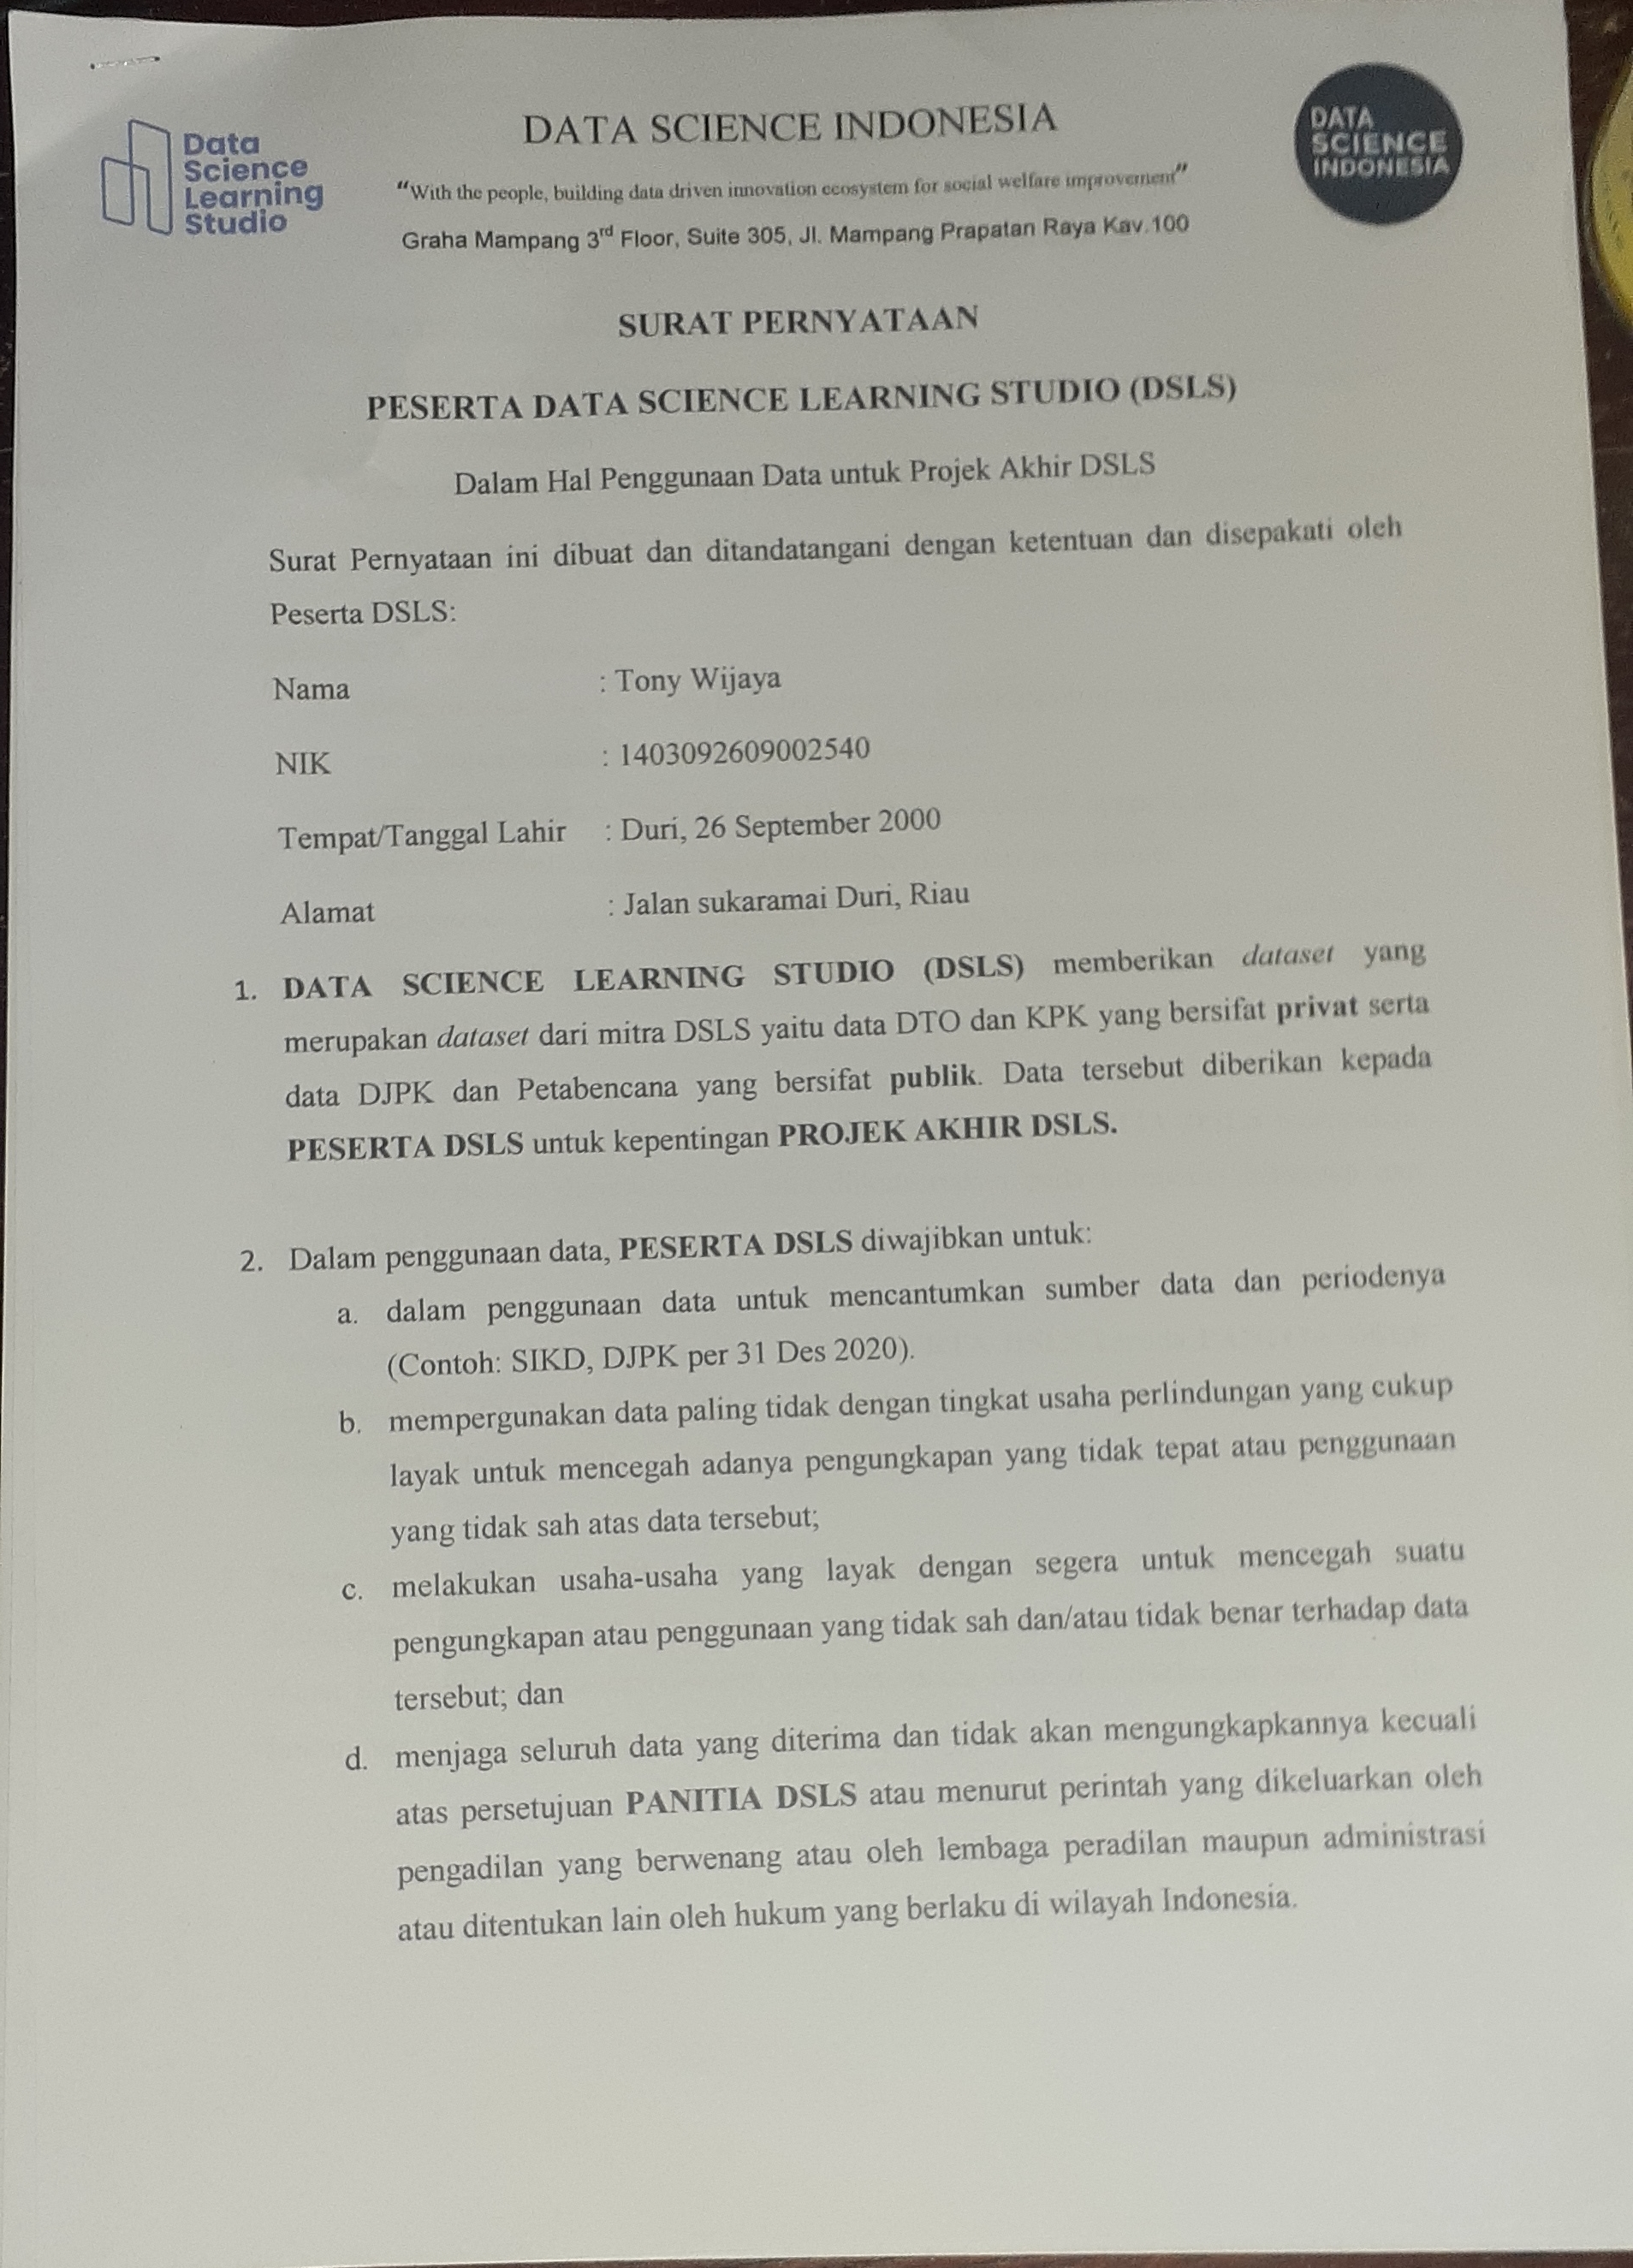 Data
Science
Learning
Studio
DATA SCIENCE INDONESIA
"With the people, building data driven innovation ecosystem for social welfare improvement"
Graha Mampang 3rd Floor, Suite 305, Jl. Mampang Prapatan Raya Kav.100
DATA
SCIENCE
INDONESIA
SURAT PERNYATAAN
PESERTA DATA SCIENCE LEARNING STUDIO (DSLS)
Dalam Hal Penggunaan Data untuk Projek Akhir DSLS
Surat Pernyataan ini dibuat dan ditandatangani dengan ketentuan dan disepakati oleh
Peserta DSLS:
Nama : Tony Wijaya
NIK : 1403092609002540
Tempat/Tanggal Lahir : Duri, 26 September 2000
Alamat : Jalan sukaramai Duri, Riau
1. DATA SCIENCE LEARNING STUDIO (DSLS) memberikan dataset yang
merupakan dataset dari mitra DSLS yaitu data DTO dan KPK yang bersifat privat serta
data DJPK dan Petabencana yang bersifat publik. Data tersebut diberikan kepada
PESERTA DSLS untuk kepentingan PROJEK AKHIR DSLS.
2. Dalam penggunaan data, PESERTA DSLS diwajibkan untuk:
a. dalam penggunaan data untuk mencantumkan sumber data dan periodenya
(Contoh: SIKD, DJPK per 31 Des 2020).
b. mempergunakan data paling tidak dengan tingkat usaha perlindungan yang cukup
layak untuk mencegah adanya pengungkapan yang tidak tepat atau penggunaan
yang tidak sah atas data tersebut;
c. melakukan usaha-usaha yang layak dengan segera untuk mencegah suatu
pengungkapan atau penggunaan yang tidak sah dan/atau tidak benar terhadap data
tersebut; dan
d. menjaga seluruh data yang diterima dan tidak akan mengungkapkannya kecuali
atas persetujuan PANITIA DSLS atau menurut perintah yang dikeluarkan oleh
pengadilan yang berwenang atau oleh lembaga peradilan maupun administrasi
atau ditentukan lain oleh hukum yang berlaku di wilayah Indonesia.